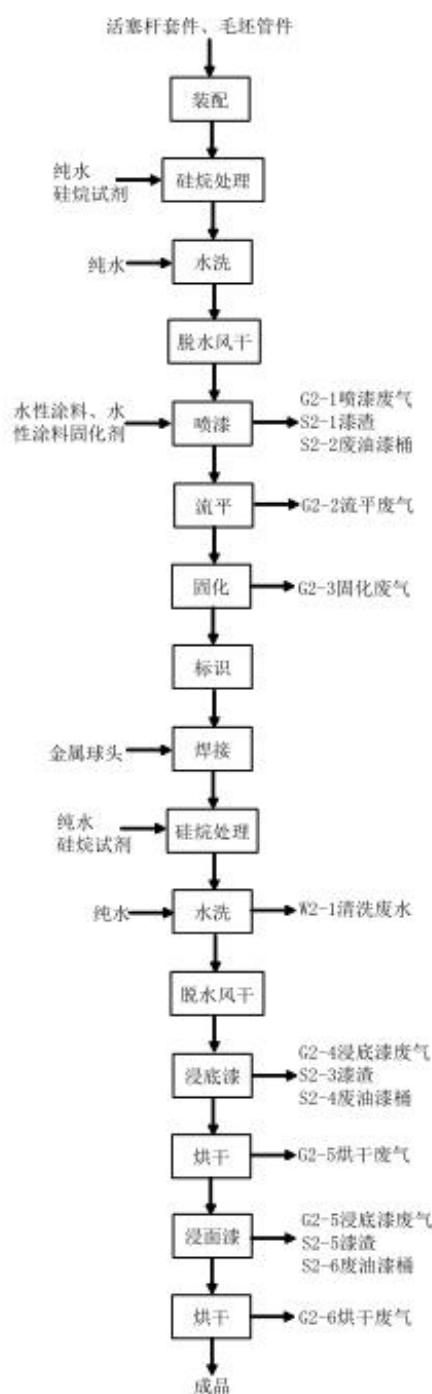 活塞杆套件、毛坯管件
装配
纯水
硅烷试剂
硅烷处理
纯水
水洗
脱水风干
水性涂料、水
性涂料固化剂
喷漆
G2-1喷漆废气
S2-1漆渣
S2-2废油漆桶
流平
G2-2流平废气
固化
G2-3固化废气
标识
金属球头
焊接
纯水
硅烷试剂
硅烷处理
纯水
水洗
W2-1清洗废水
脱水风干
浸底漆
G2-4浸底漆废气
S2-3漆渣
S2-4废油漆桶
烘干
G2-5烘干废气
浸面漆
G2-5浸底漆废气
S2-5漆渣
S2-6废油漆桶
烘干
G2-6烘干废气
成品